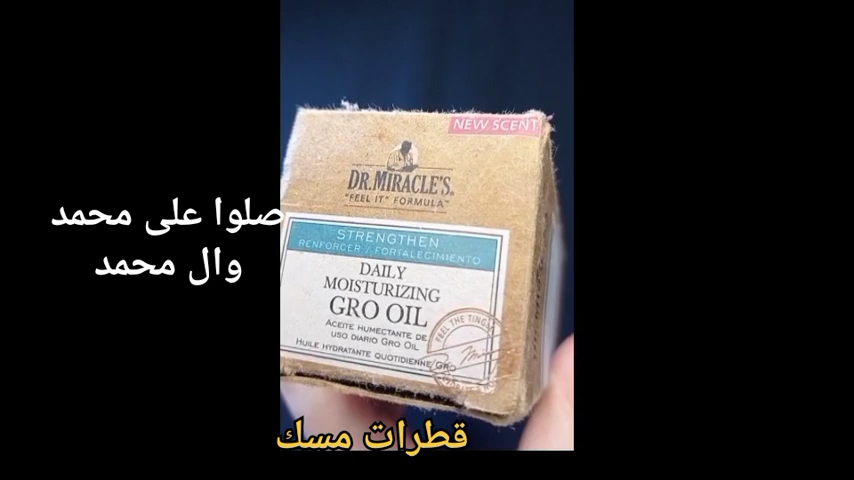 NEW SCENT
DR. MIRACLE'S®
"FEEL IT" FORMULA™
STRENGTHEN
RENFORCER / FORTALECIMIENTO
DAILY
MOISTURIZING
GRO OIL
ACEITE HUMECTANTE DE
USO DIARIO GRO OIL
HUILE HYDRATANTE QUOTIDIENNE GRO
FEEL THE TINGLE
صلوا على محمد
وال محمد
قطرات مسك